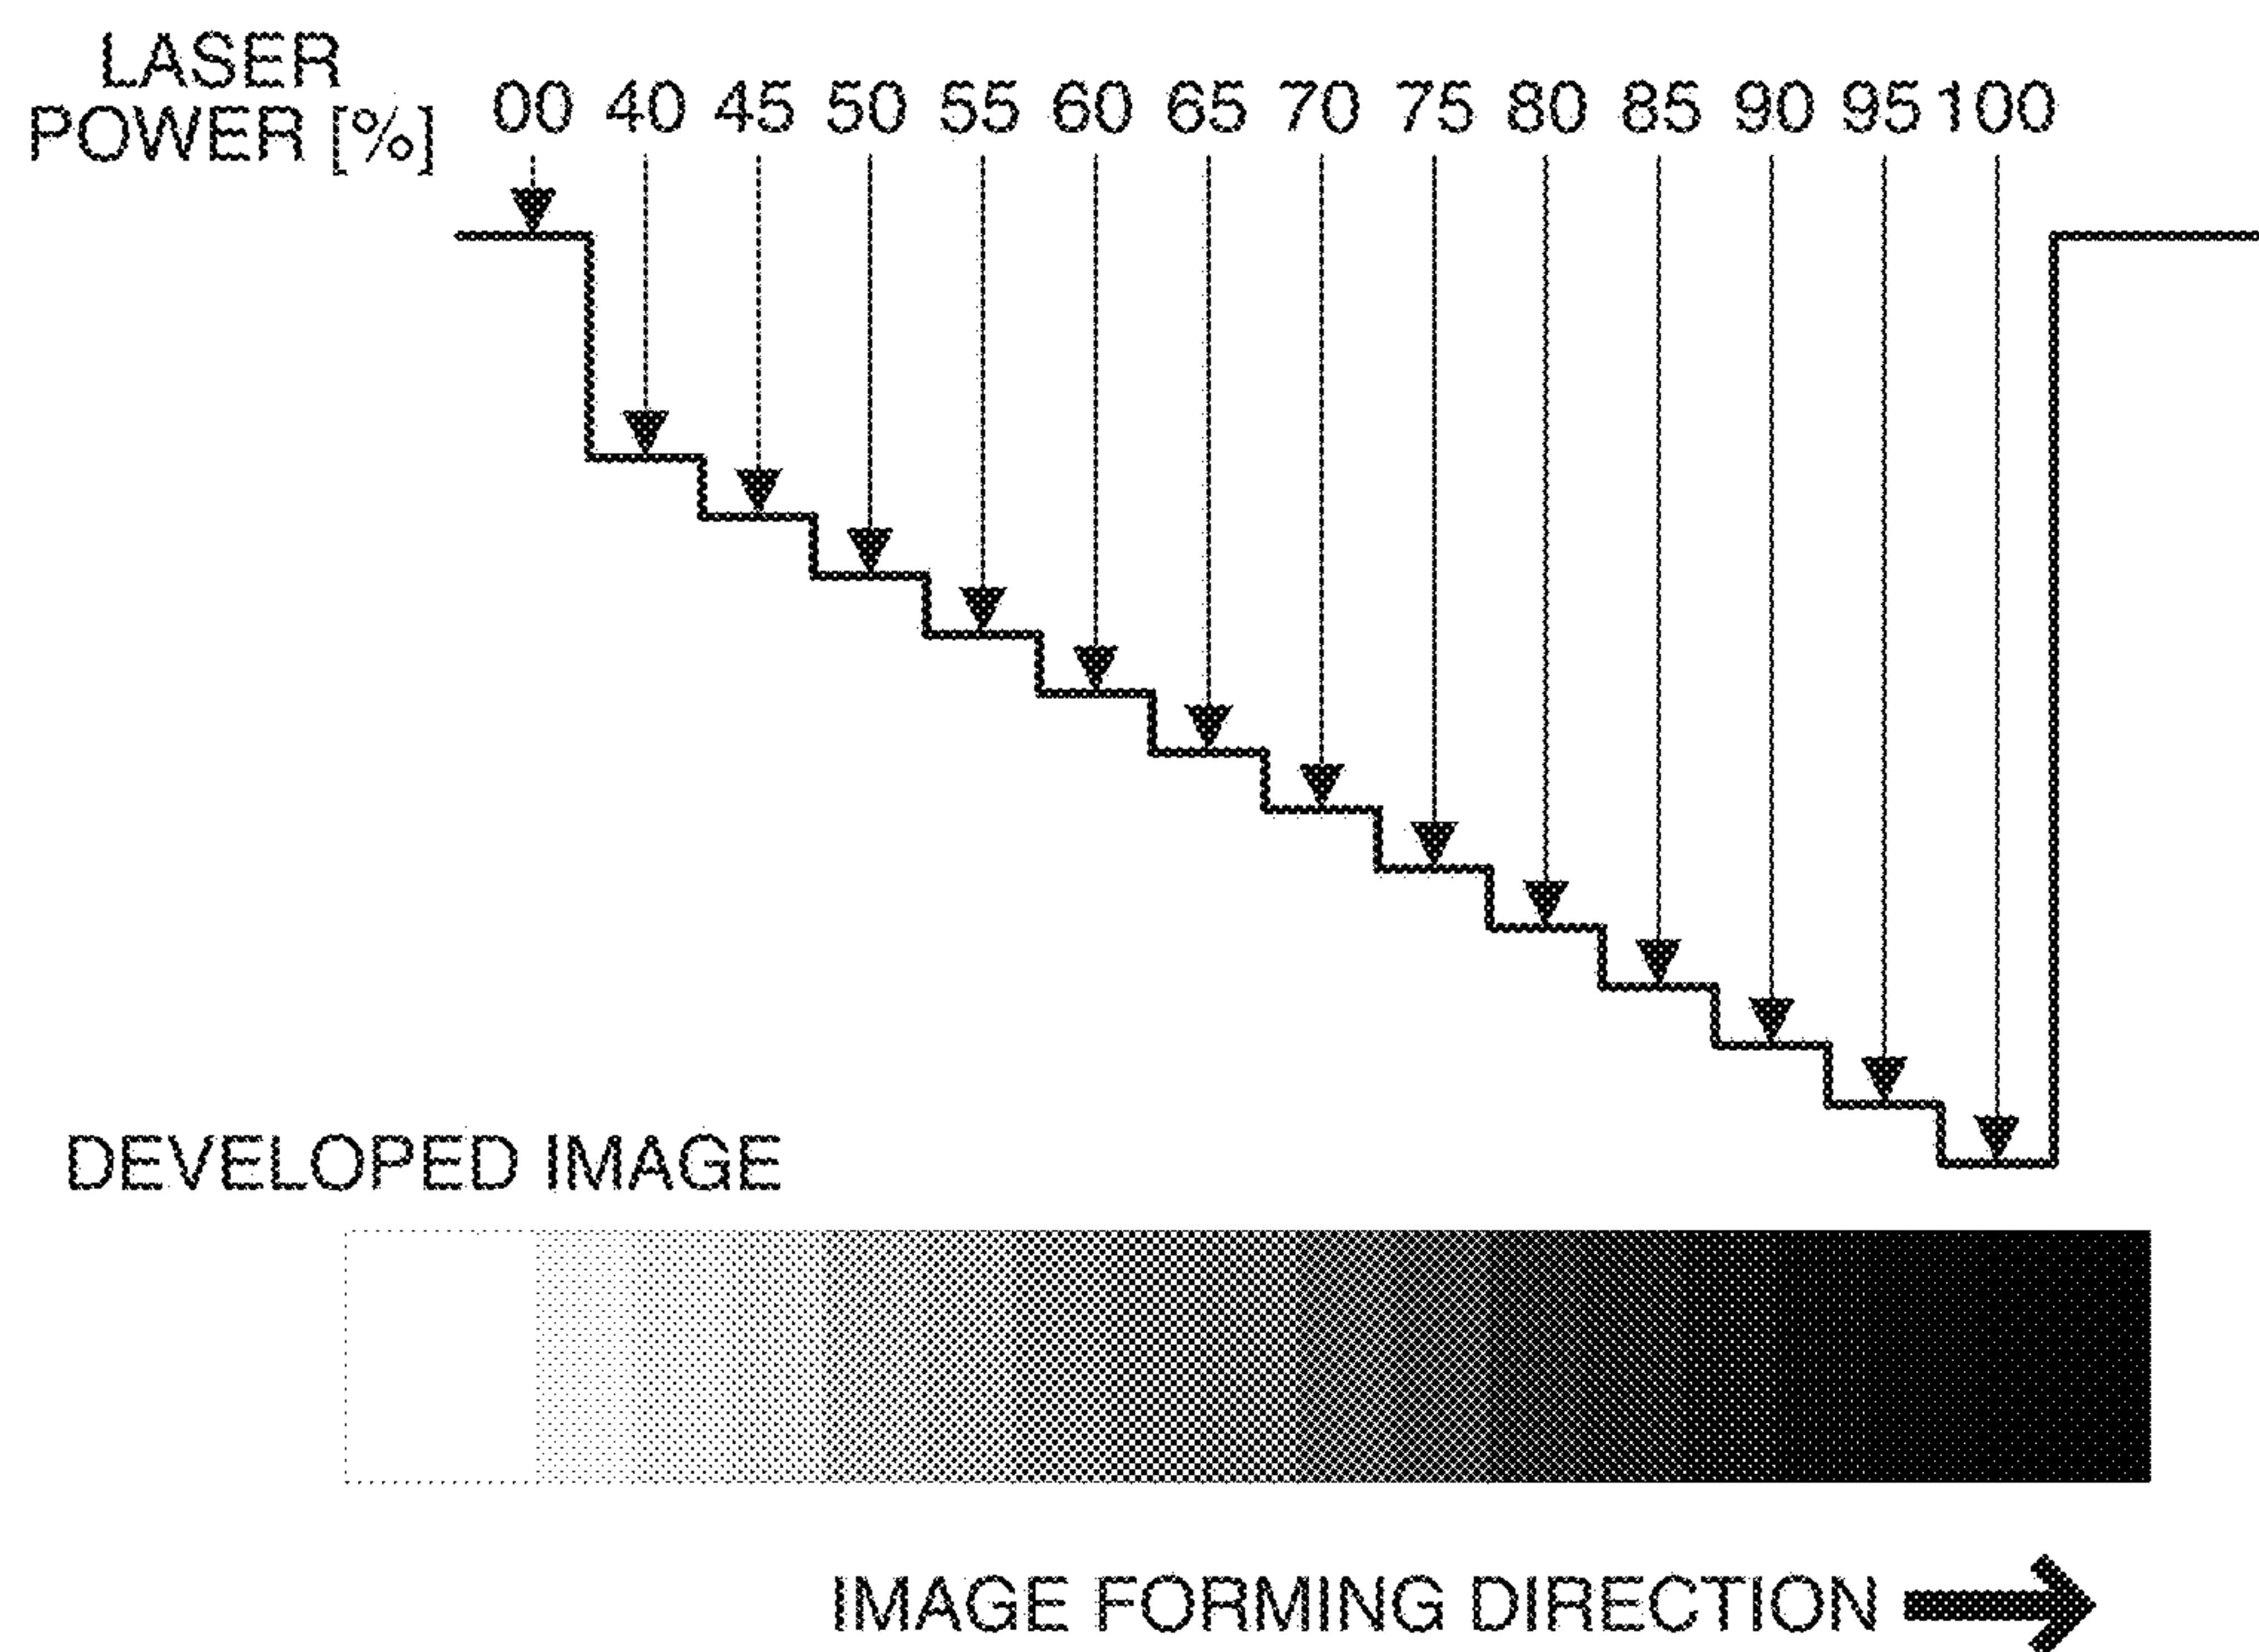 LASER
POWER [%] 00 40 45 50 55 60 65 70 75 80 85 90 95 100
DEVELOPED IMAGE
IMAGE FORMING DIRECTION